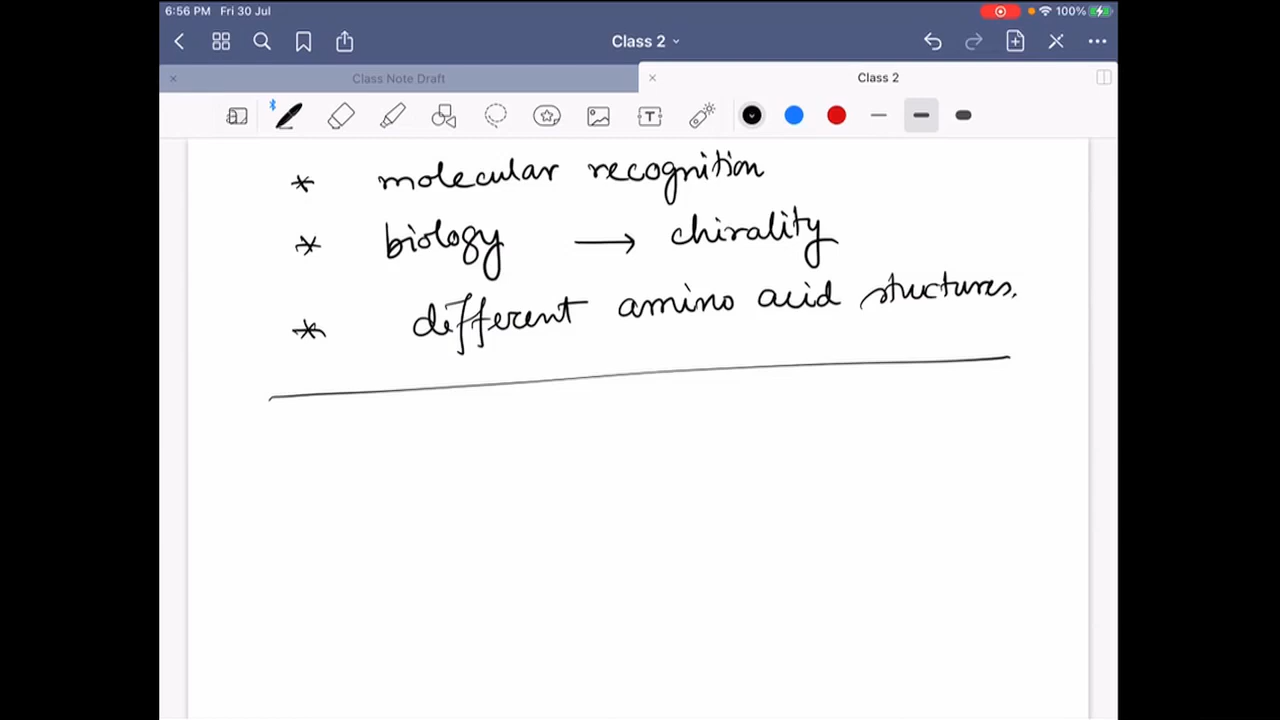 6:56 PM Fri 30 Jul 100%
Class 2
Class Note Draft
Class 2
* molecular recognition
* biology → chirality
* different amino acid structures.